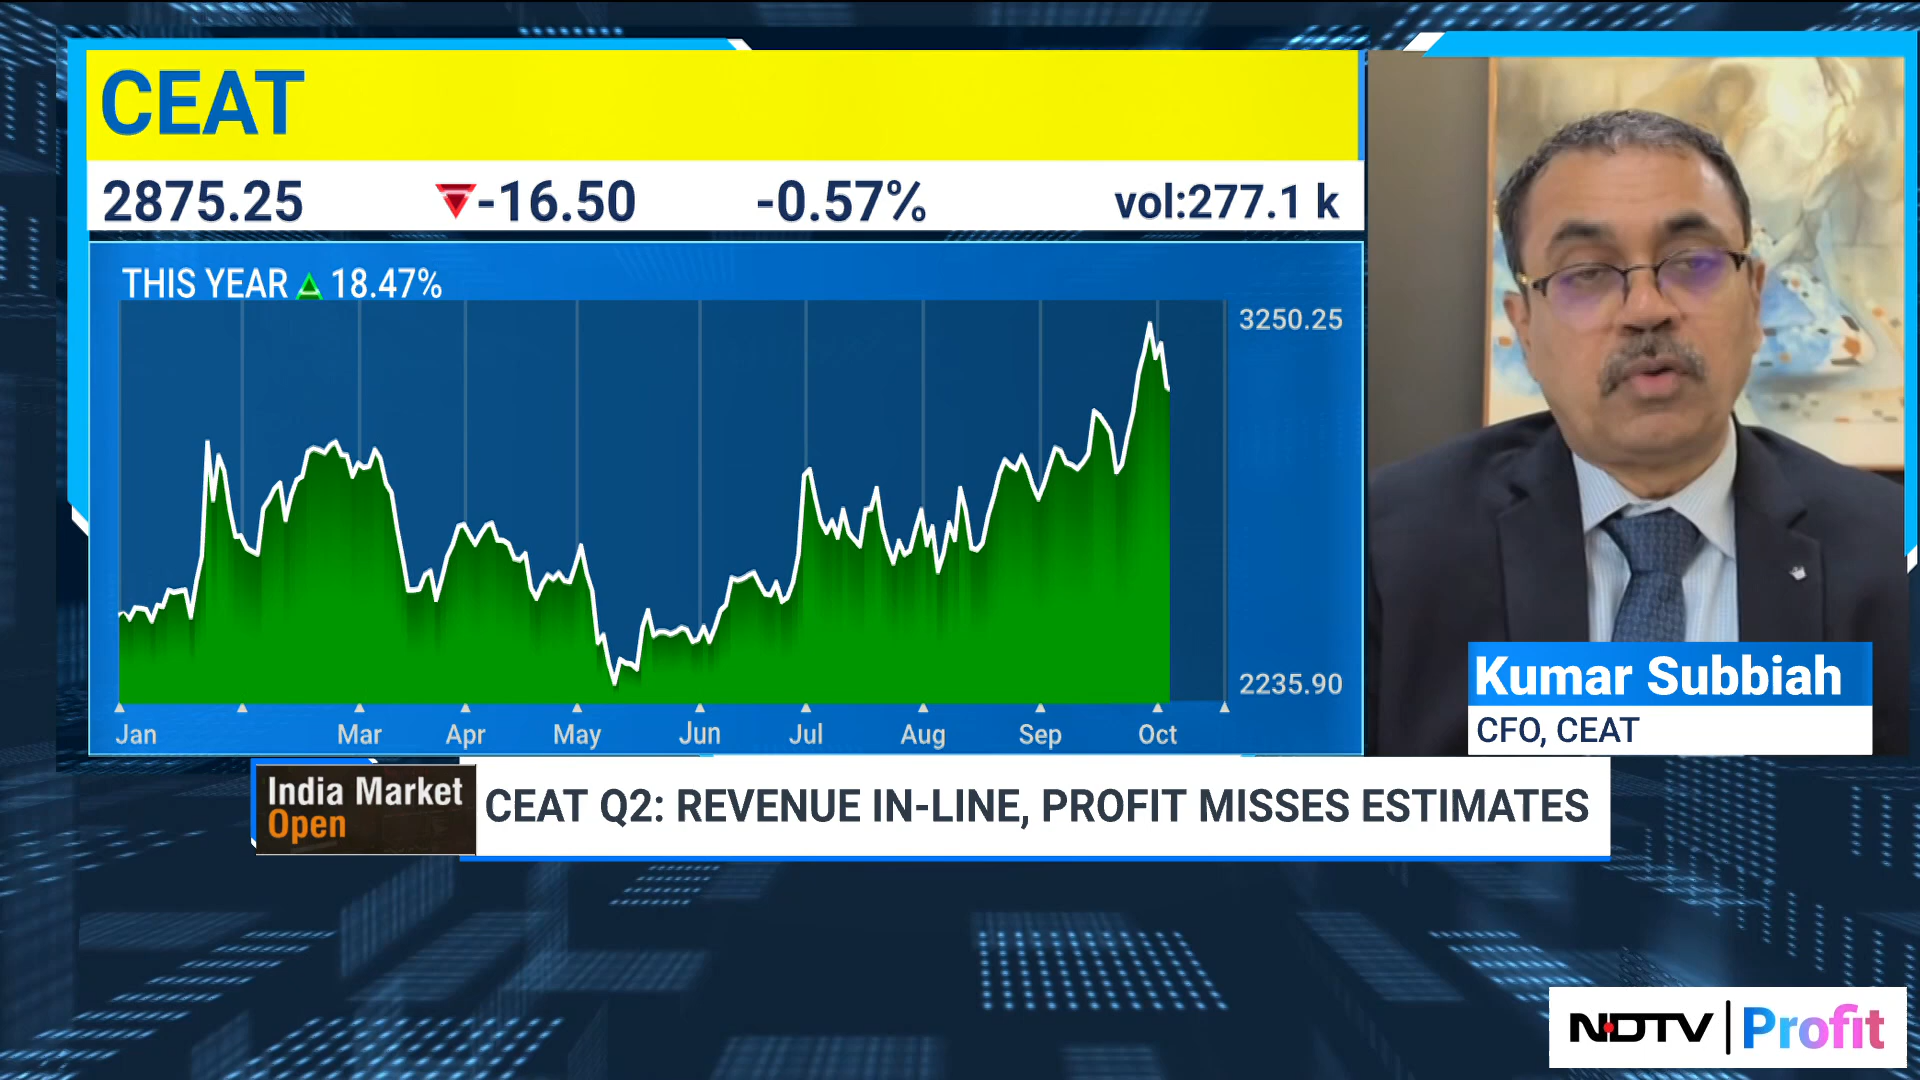 CEAT
2875.25 -16.50 -0.57% vol:277.1 k
THIS YEAR 18.47%
3250.25
2235.90
Jan Mar Apr May Jun Jul Aug Sep Oct
Kumar Subbiah
CFO, CEAT
India Market
Open
CEAT Q2: REVENUE IN-LINE, PROFIT MISSES ESTIMATES
NDTV Profit